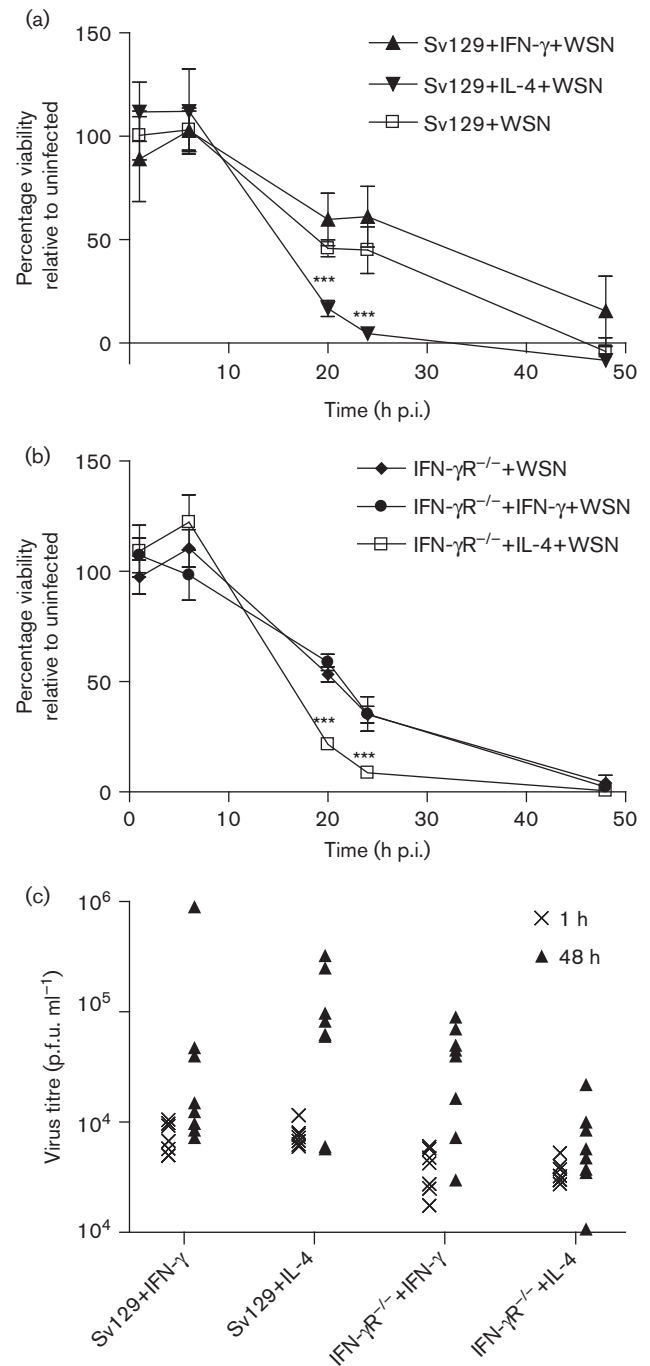 (a)
150
100
50
0
Percentage viability
relative to uninfected
Sv129+IFN-γ+WSN
Sv129+IL-4+WSN
Sv129+WSN
***
***
10 20 30 40 50
Time (h p.i.)
(b)
150
100
50
0
Percentage viability
relative to uninfected
IFN-γR−/−+WSN
IFN-γR−/−+IFN-γ+WSN
IFN-γR−/−+IL-4+WSN
***
***
0 10 20 30 40 50
Time (h p.i.)
(c)
10⁶
10⁵
10⁴
10⁴
Virus titre (p.f.u. ml−1)
1 h
48 h
Sv129+IFN-γ
Sv129+IL-4
IFN-γR−/−+IFN-γ
IFN-γR−/−+IL-4